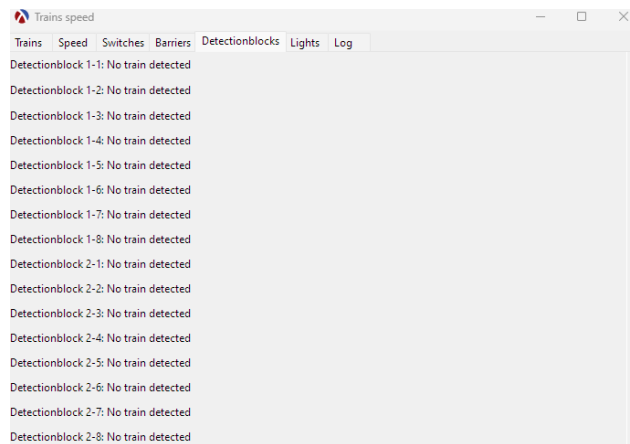 Trains speed
Trains Speed Switches Barriers Detectionblocks Lights Log
Detectionblock 1-1: No train detected
Detectionblock 1-2: No train detected
Detectionblock 1-3: No train detected
Detectionblock 1-4: No train detected
Detectionblock 1-5: No train detected
Detectionblock 1-6: No train detected
Detectionblock 1-7: No train detected
Detectionblock 1-8: No train detected
Detectionblock 2-1: No train detected
Detectionblock 2-2: No train detected
Detectionblock 2-3: No train detected
Detectionblock 2-4: No train detected
Detectionblock 2-5: No train detected
Detectionblock 2-6: No train detected
Detectionblock 2-7: No train detected
Detectionblock 2-8: No train detected